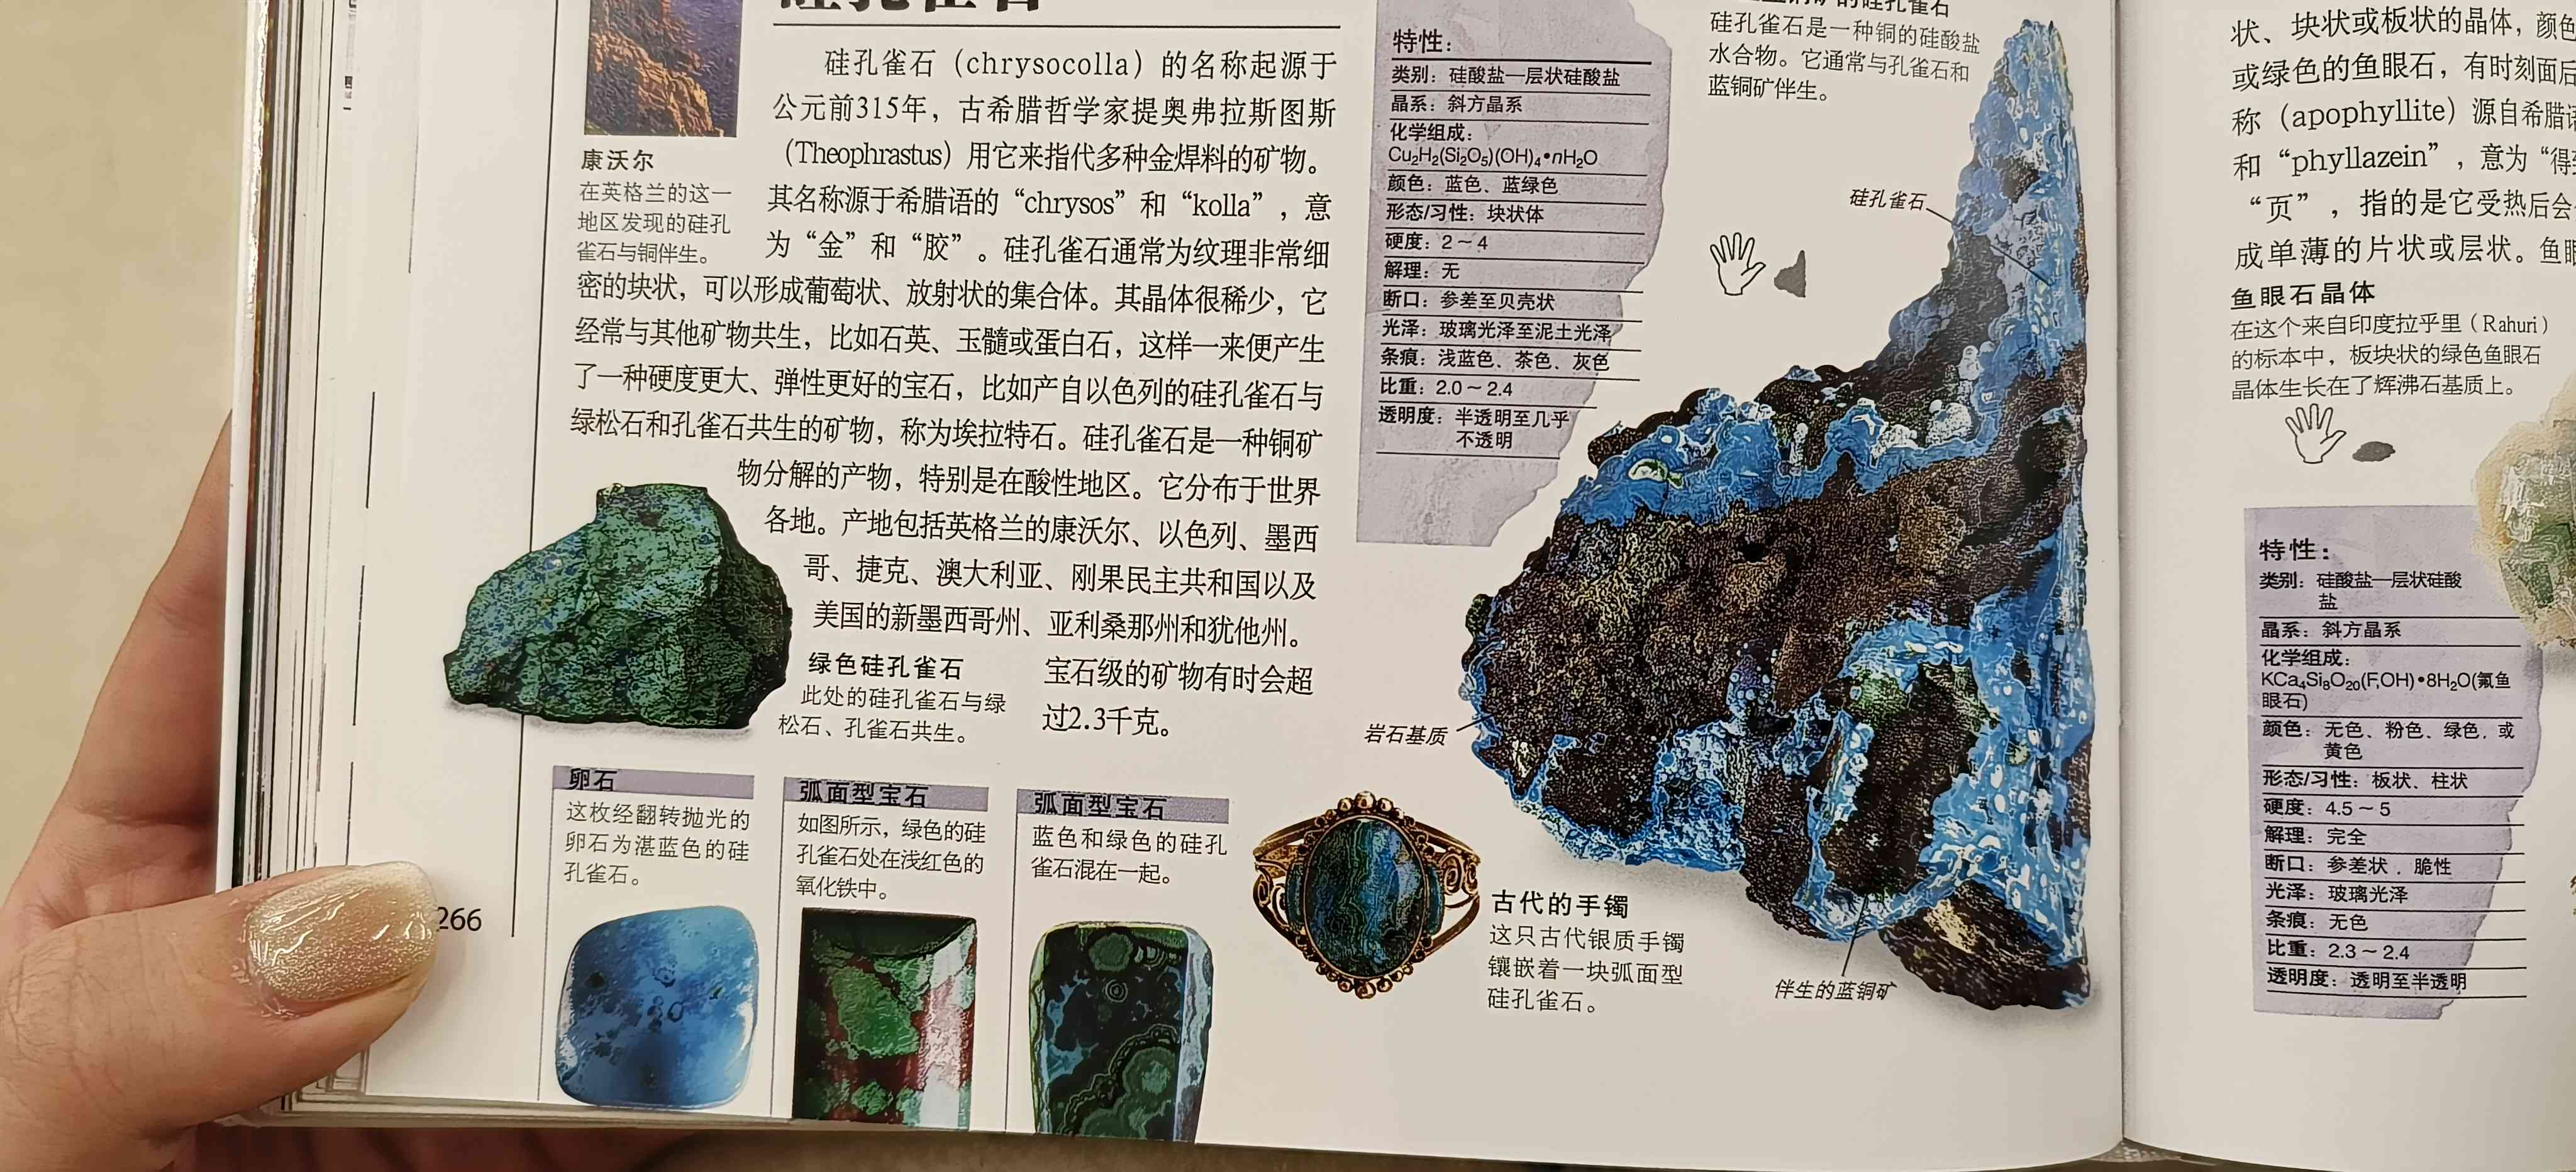 硅孔雀石
硅孔雀石（chrysocolla）的名称起源于
公元前315年，古希腊哲学家提奥弗拉斯图斯
（Theophrastus）用它来指代多种金焊料的矿物。
其名称源于希腊语的“chrysos”和“kolla”，意
为“金”和“胶”。硅孔雀石通常为纹理非常细
密的块状，可以形成葡萄状、放射状的集合体。其晶体很稀少，它
经常与其他矿物共生，比如石英、玉髓或蛋白石，这样一来便产生
了一种硬度更大、弹性更好的宝石，比如产自以色列的硅孔雀石与
绿松石和孔雀石共生的矿物，称为埃拉特石。硅孔雀石是一种铜矿
物分解的产物，特别是在酸性地区。它分布于世界
各地。产地包括英格兰的康沃尔、以色列、墨西
哥、捷克、澳大利亚、刚果民主共和国以及
美国的新墨西哥州、亚利桑那州和犹他州。
宝石级的矿物有时会超
过2.3千克。
康沃尔
在英格兰的这一
地区发现的硅孔
雀石与铜伴生。
绿色硅孔雀石
此处的硅孔雀石与绿
松石、孔雀石共生。
卵石
这枚经翻转抛光的
卵石为湛蓝色的硅
孔雀石。
弧面型宝石
如图所示，绿色的硅
孔雀石处在浅红色的
氧化铁中。
弧面型宝石
蓝色和绿色的硅孔
雀石混在一起。
266
特性：
类别：硅酸盐—层状硅酸盐
晶系：斜方晶系
化学组成：
Cu₂H₂(Si₂O₅)(OH)₄•nH₂O
颜色：蓝色、蓝绿色
形态/习性：块状体
硬度：2～4
解理：无
断口：参差至贝壳状
光泽：玻璃光泽至泥土光泽
条痕：浅蓝色、茶色、灰色
比重：2.0～2.4
透明度：半透明至几乎
不透明
的硅孔雀石
硅孔雀石是一种铜的硅酸盐
水合物。它通常与孔雀石和
蓝铜矿伴生。
硅孔雀石
岩石基质
伴生的蓝铜矿
古代的手镯
这只古代银质手镯
镶嵌着一块弧面型
硅孔雀石。
状、块状或板状的晶体，颜色
或绿色的鱼眼石，有时刻面后
称（apophyllite）源自希腊语
和“phyllazein”，意为“得
“页”，指的是它受热后会
成单薄的片状或层状。鱼眼
鱼眼石晶体
在这个来自印度拉乎里（Rahuri）
的标本中，板块状的绿色鱼眼石
晶体生长在了辉沸石基质上。
特性：
类别：硅酸盐—层状硅酸
盐
晶系：斜方晶系
化学组成：
KCa₄Si₈O₂₀(F,OH)•8H₂O(氟鱼
眼石)
颜色：无色、粉色、绿色，或
黄色
形态/习性：板状、柱状
硬度：4.5～5
解理：完全
断口：参差状，脆性
光泽：玻璃光泽
条痕：无色
比重：2.3～2.4
透明度：透明至半透明